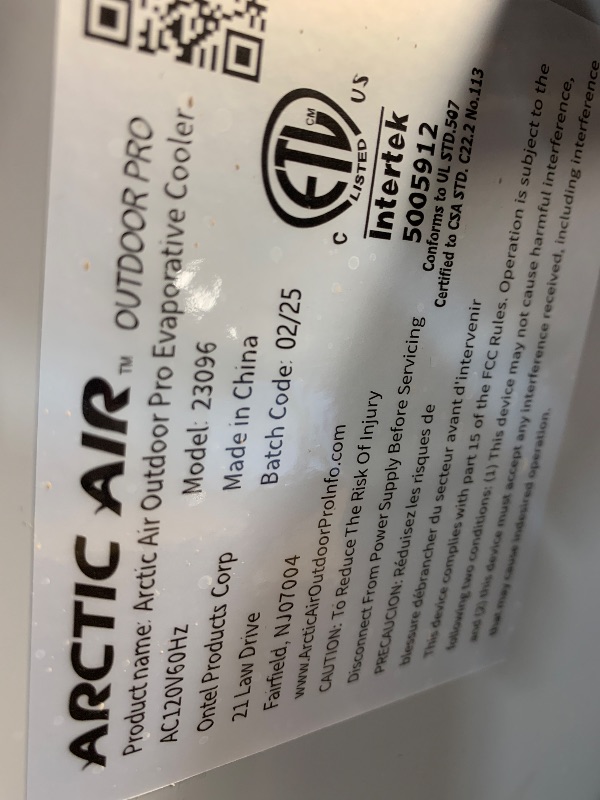 ARCTIC AIR™ OUTDOOR PRO
Product name: Arctic Air Outdoor Pro Evaporative Cooler
AC120V60Hz
Model: 23096
Ontel Products Corp
Made in China
21 Law Drive
Batch Code: 02/25
Fairfield, NJ07004
www.ArcticAirOutdoorProInfo.com
CAUTION: To Reduce The Risk Of Injury
Disconnect From Power Supply Before Servicing
PRECAUCION: Réduisez les risques de
blessure débrancher du secteur avant d'intervenir
This device complies with part 15 of the FCC Rules. Operation is subject to the
following two conditions: (1) This device may not cause harmful interference,
and (2) this device must accept any interference received, including interference
that may cause indesired operation.
ETL CM
LISTED
C US
Intertek
5005912
Conforms to UL STD.507
Certified to CSA STD. C22.2 No.113